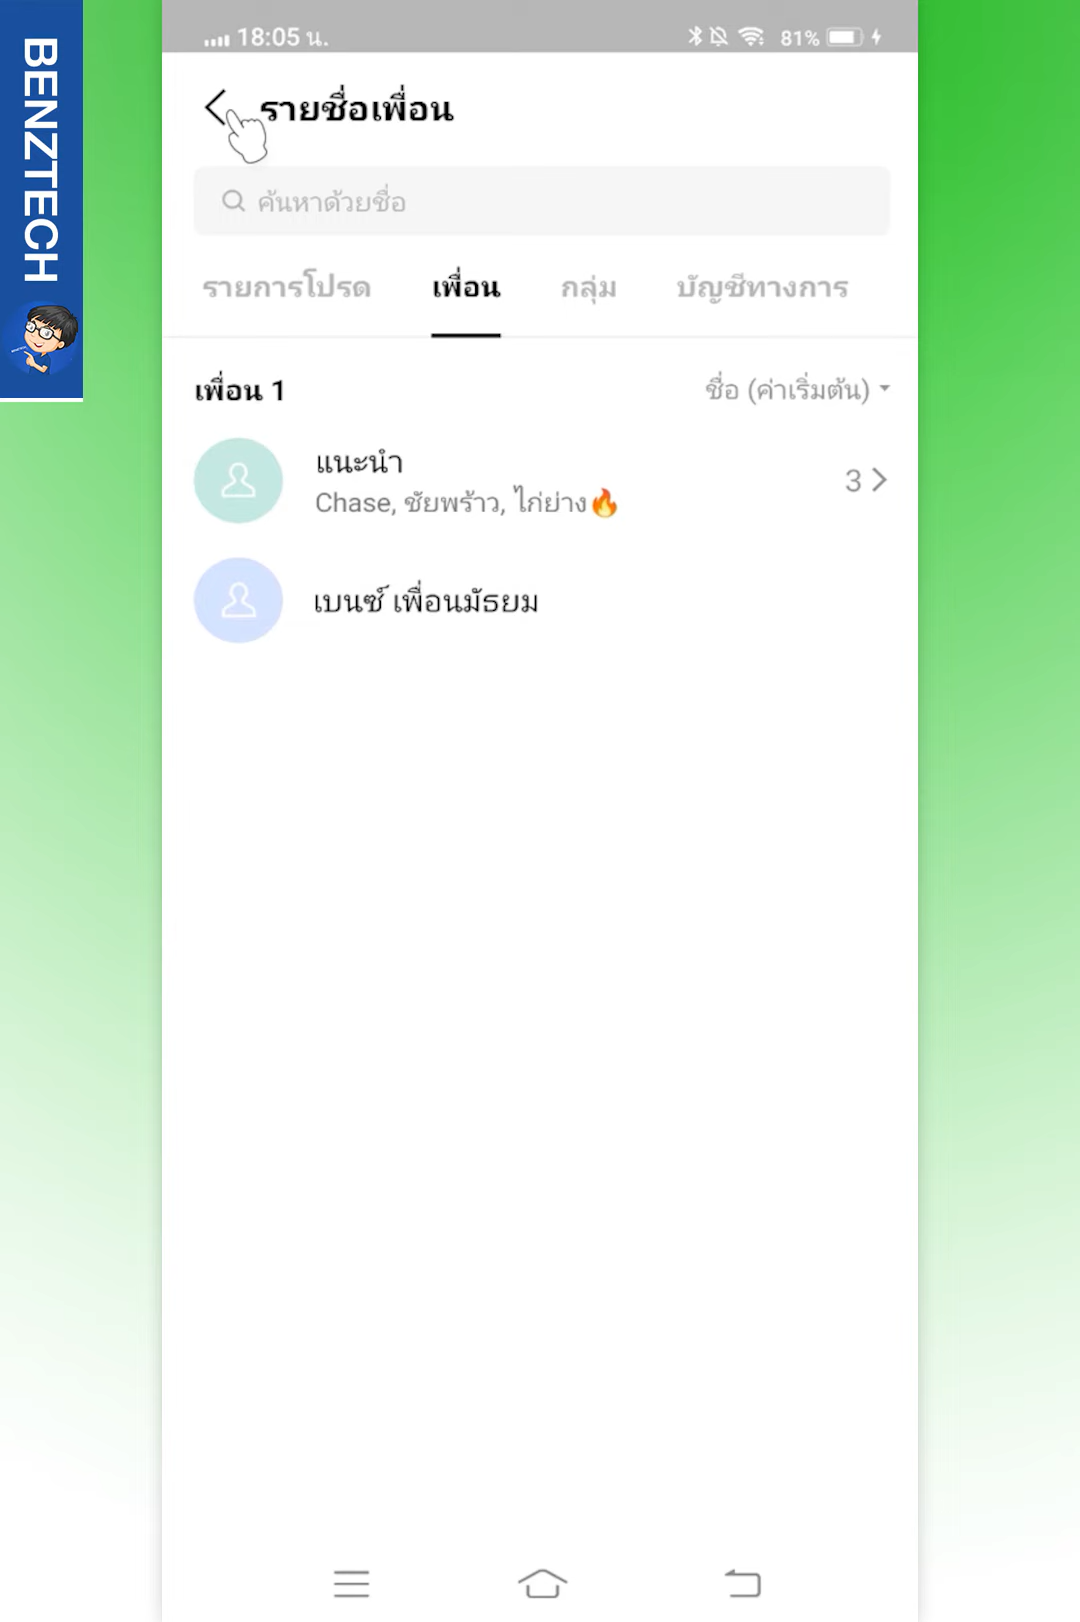 BENZTECH
18:05 น.
81%
รายชื่อเพื่อน
ค้นหาด้วยชื่อ
รายการโปรด เพื่อน กลุ่ม บัญชีทางการ
เพื่อน 1
ชื่อ (ค่าเริ่มต้น)
แนะนำ
Chase, ชัยพร้าว, ไก่ย่าง🔥
3
เบนซ์ เพื่อนมัธยม